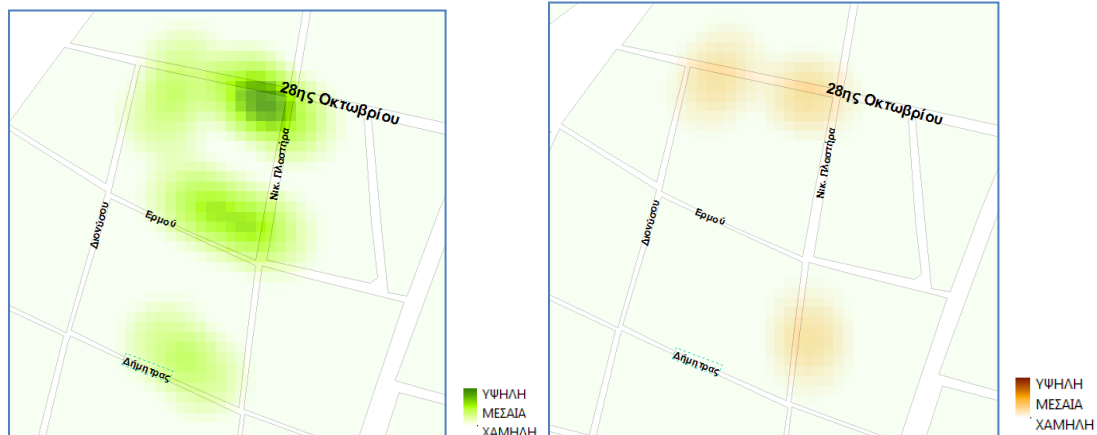 28ης Οκτωβρίου
Νικ. Πλαστήρα
Ερμού
Διονύσου
Δήμητρας
ΥΨΗΛΗ
ΜΕΣΑΙΑ
ΧΑΜΗΛΗ
28ης Οκτωβρίου
Νικ. Πλαστήρα
Ερμού
Διονύσου
Δήμητρας
ΥΨΗΛΗ
ΜΕΣΑΙΑ
ΧΑΜΗΛΗ